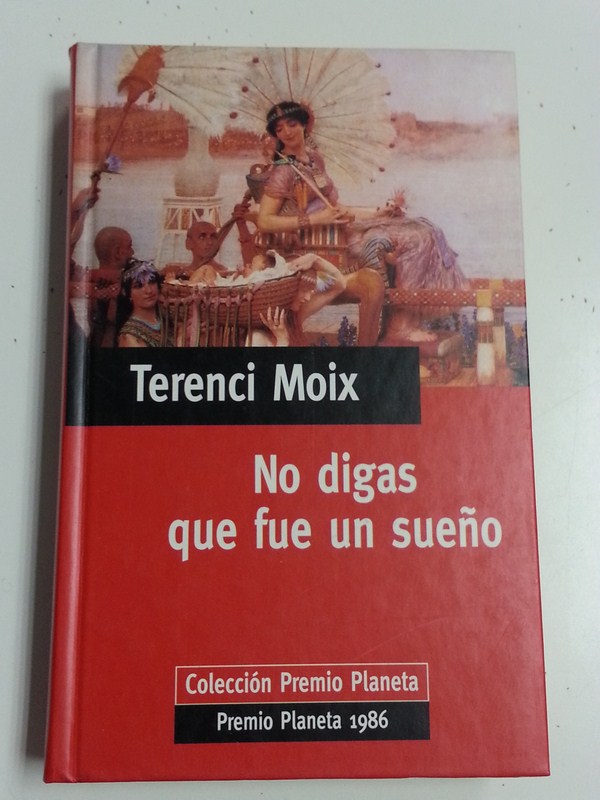 Terenci Moix
No digas
que fue un sueño
Colección Premio Planeta
Premio Planeta 1986